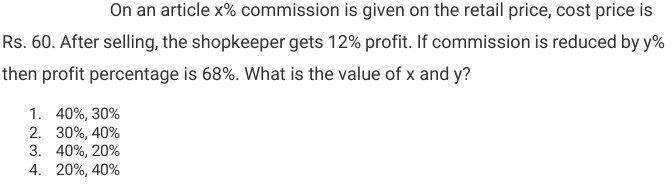 On an article x% commission is given on the retail price, cost price is
Rs. 60. After selling, the shopkeeper gets 12% profit. If commission is reduced by y%
then profit percentage is 68%. What is the value of x and y?
1. 40%, 30%
2. 30%, 40%
3. 40%, 20%
4. 20%, 40%